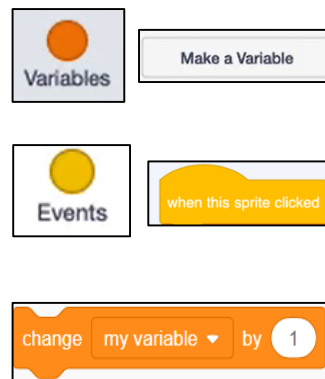 Variables
Make a Variable
Events
when this sprite clicked
change my variable by 1